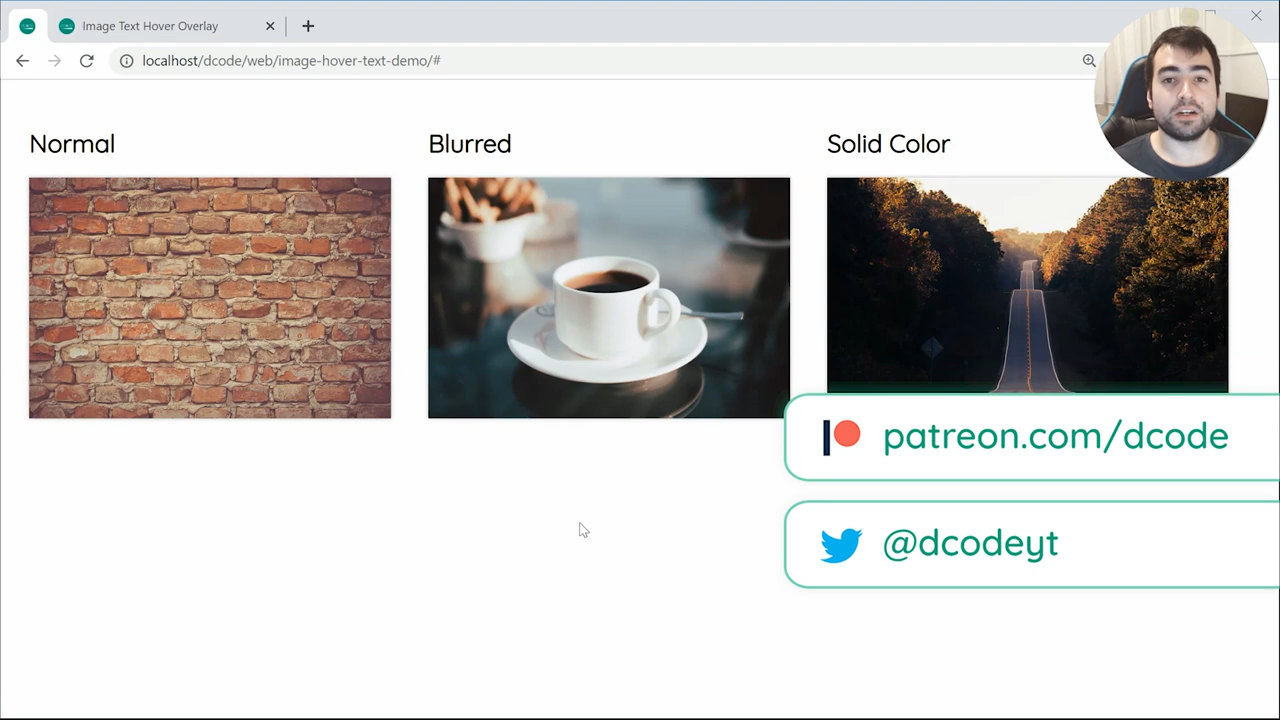 Image Text Hover Overlay
localhost/dcode/web/image-hover-text-demo/#
Normal
Blurred
Solid Color
patreon.com/dcode
@dcodeyt